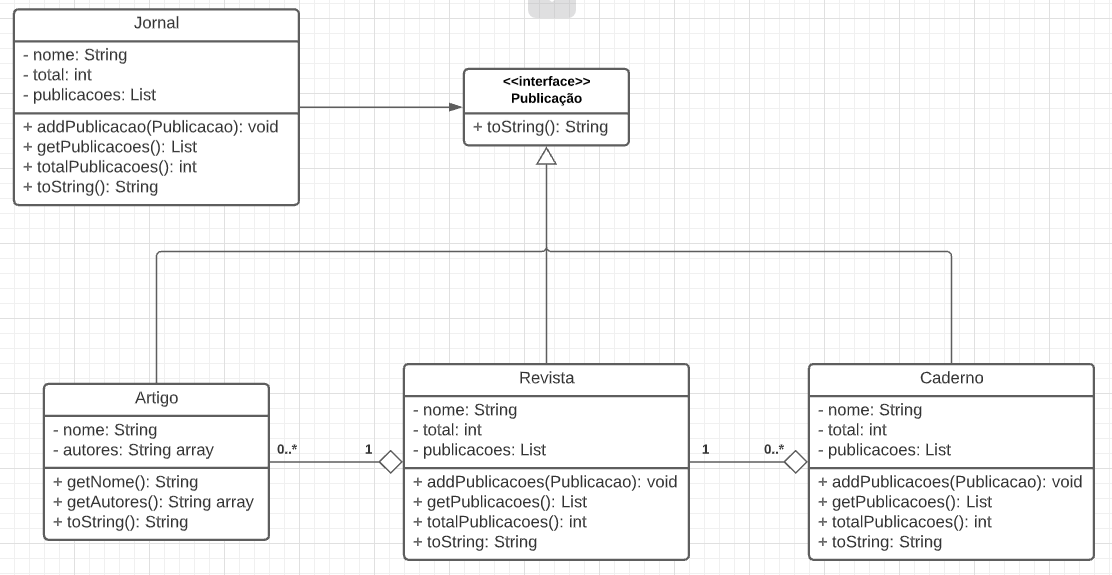 Jornal
- nome: String
- total: int
- publicacoes: List
+ addPublicacao(Publicacao): void
+ getPublicacoes(): List
+ totalPublicacoes(): int
+ toString(): String
<<interface>>
Publicação
+ toString(): String
Artigo
- nome: String
- autores: String array
+ getNome(): String
+ getAutores(): String array
+ toString(): String
0..*
1
Revista
- nome: String
- total: int
- publicacoes: List
+ addPublicacoes(Publicacao): void
+ getPublicacoes(): List
+ totalPublicacoes(): int
+ toString: String
1
0..*
Caderno
- nome: String
- total: int
- publicacoes: List
+ addPublicacoes(Publicacao): void
+ getPublicacoes(): List
+ totalPublicacoes(): int
+ toString: String